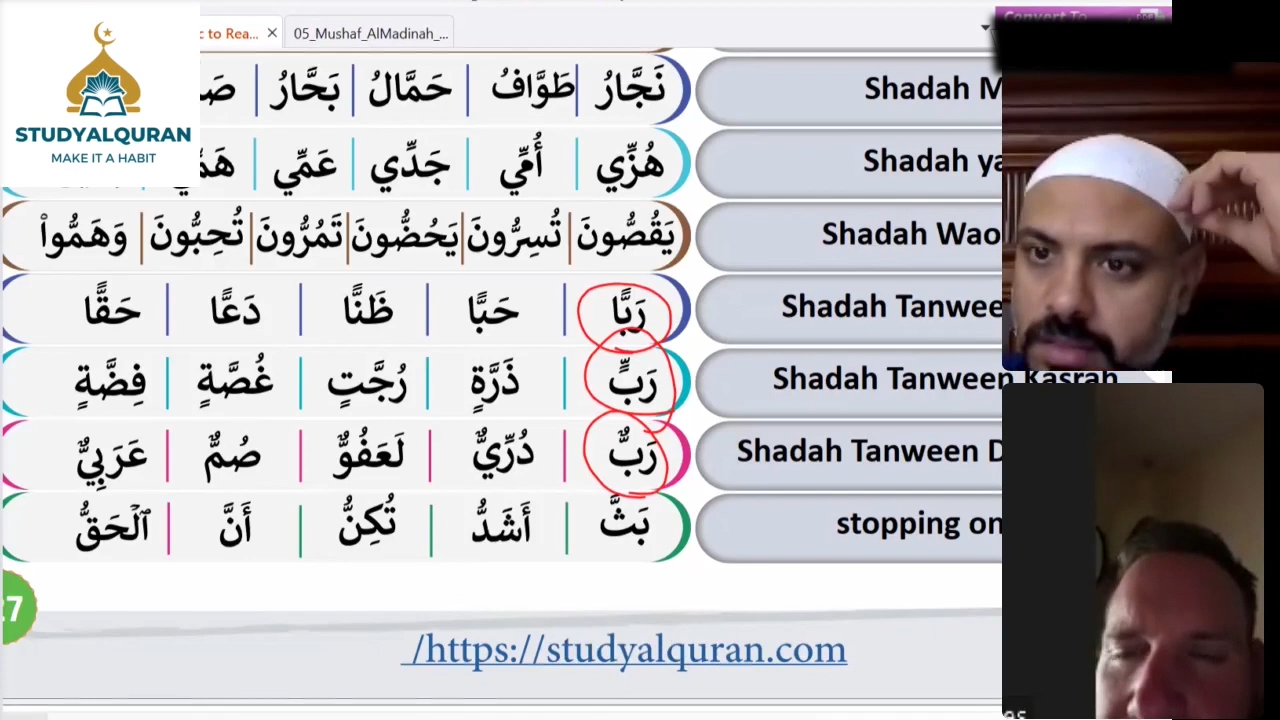 c to Rea...
05_Mushaf_AlMadinah_...
STUDYALQURAN
MAKE IT A HABIT
نَجَّارُ طَوَّافُ حَمَّالُ بَحَّارُ
Shadah M
هُزِّي أُمِّي جَدِّي عَمِّي
Shadah ya
يَقُصُّونَ تُسِرُّونَ يَحُضُّونَ تَمُرُّونَ تُحِبُّونَ وَهَمُّوا۟
Shadah Wao
رَبًّا حَبًّا ظَنًّا دَعًّا حَقًّا
Shadah Tanwee
رَبٍّ ذَرَّةٍ رُجَّتٍ غُصَّةٍ فِضَّةٍ
Shadah Tanween Kasrah
رَبٌّ دُرِّيٌّ لَعَفُوٌّ صُمٌّ عَرَبِيٌّ
Shadah Tanween D
بَثَّ أَشَدُّ تُكِنُّ أَنَّ ٱلْحَقُّ
stopping on
27
/https://studyalquran.com